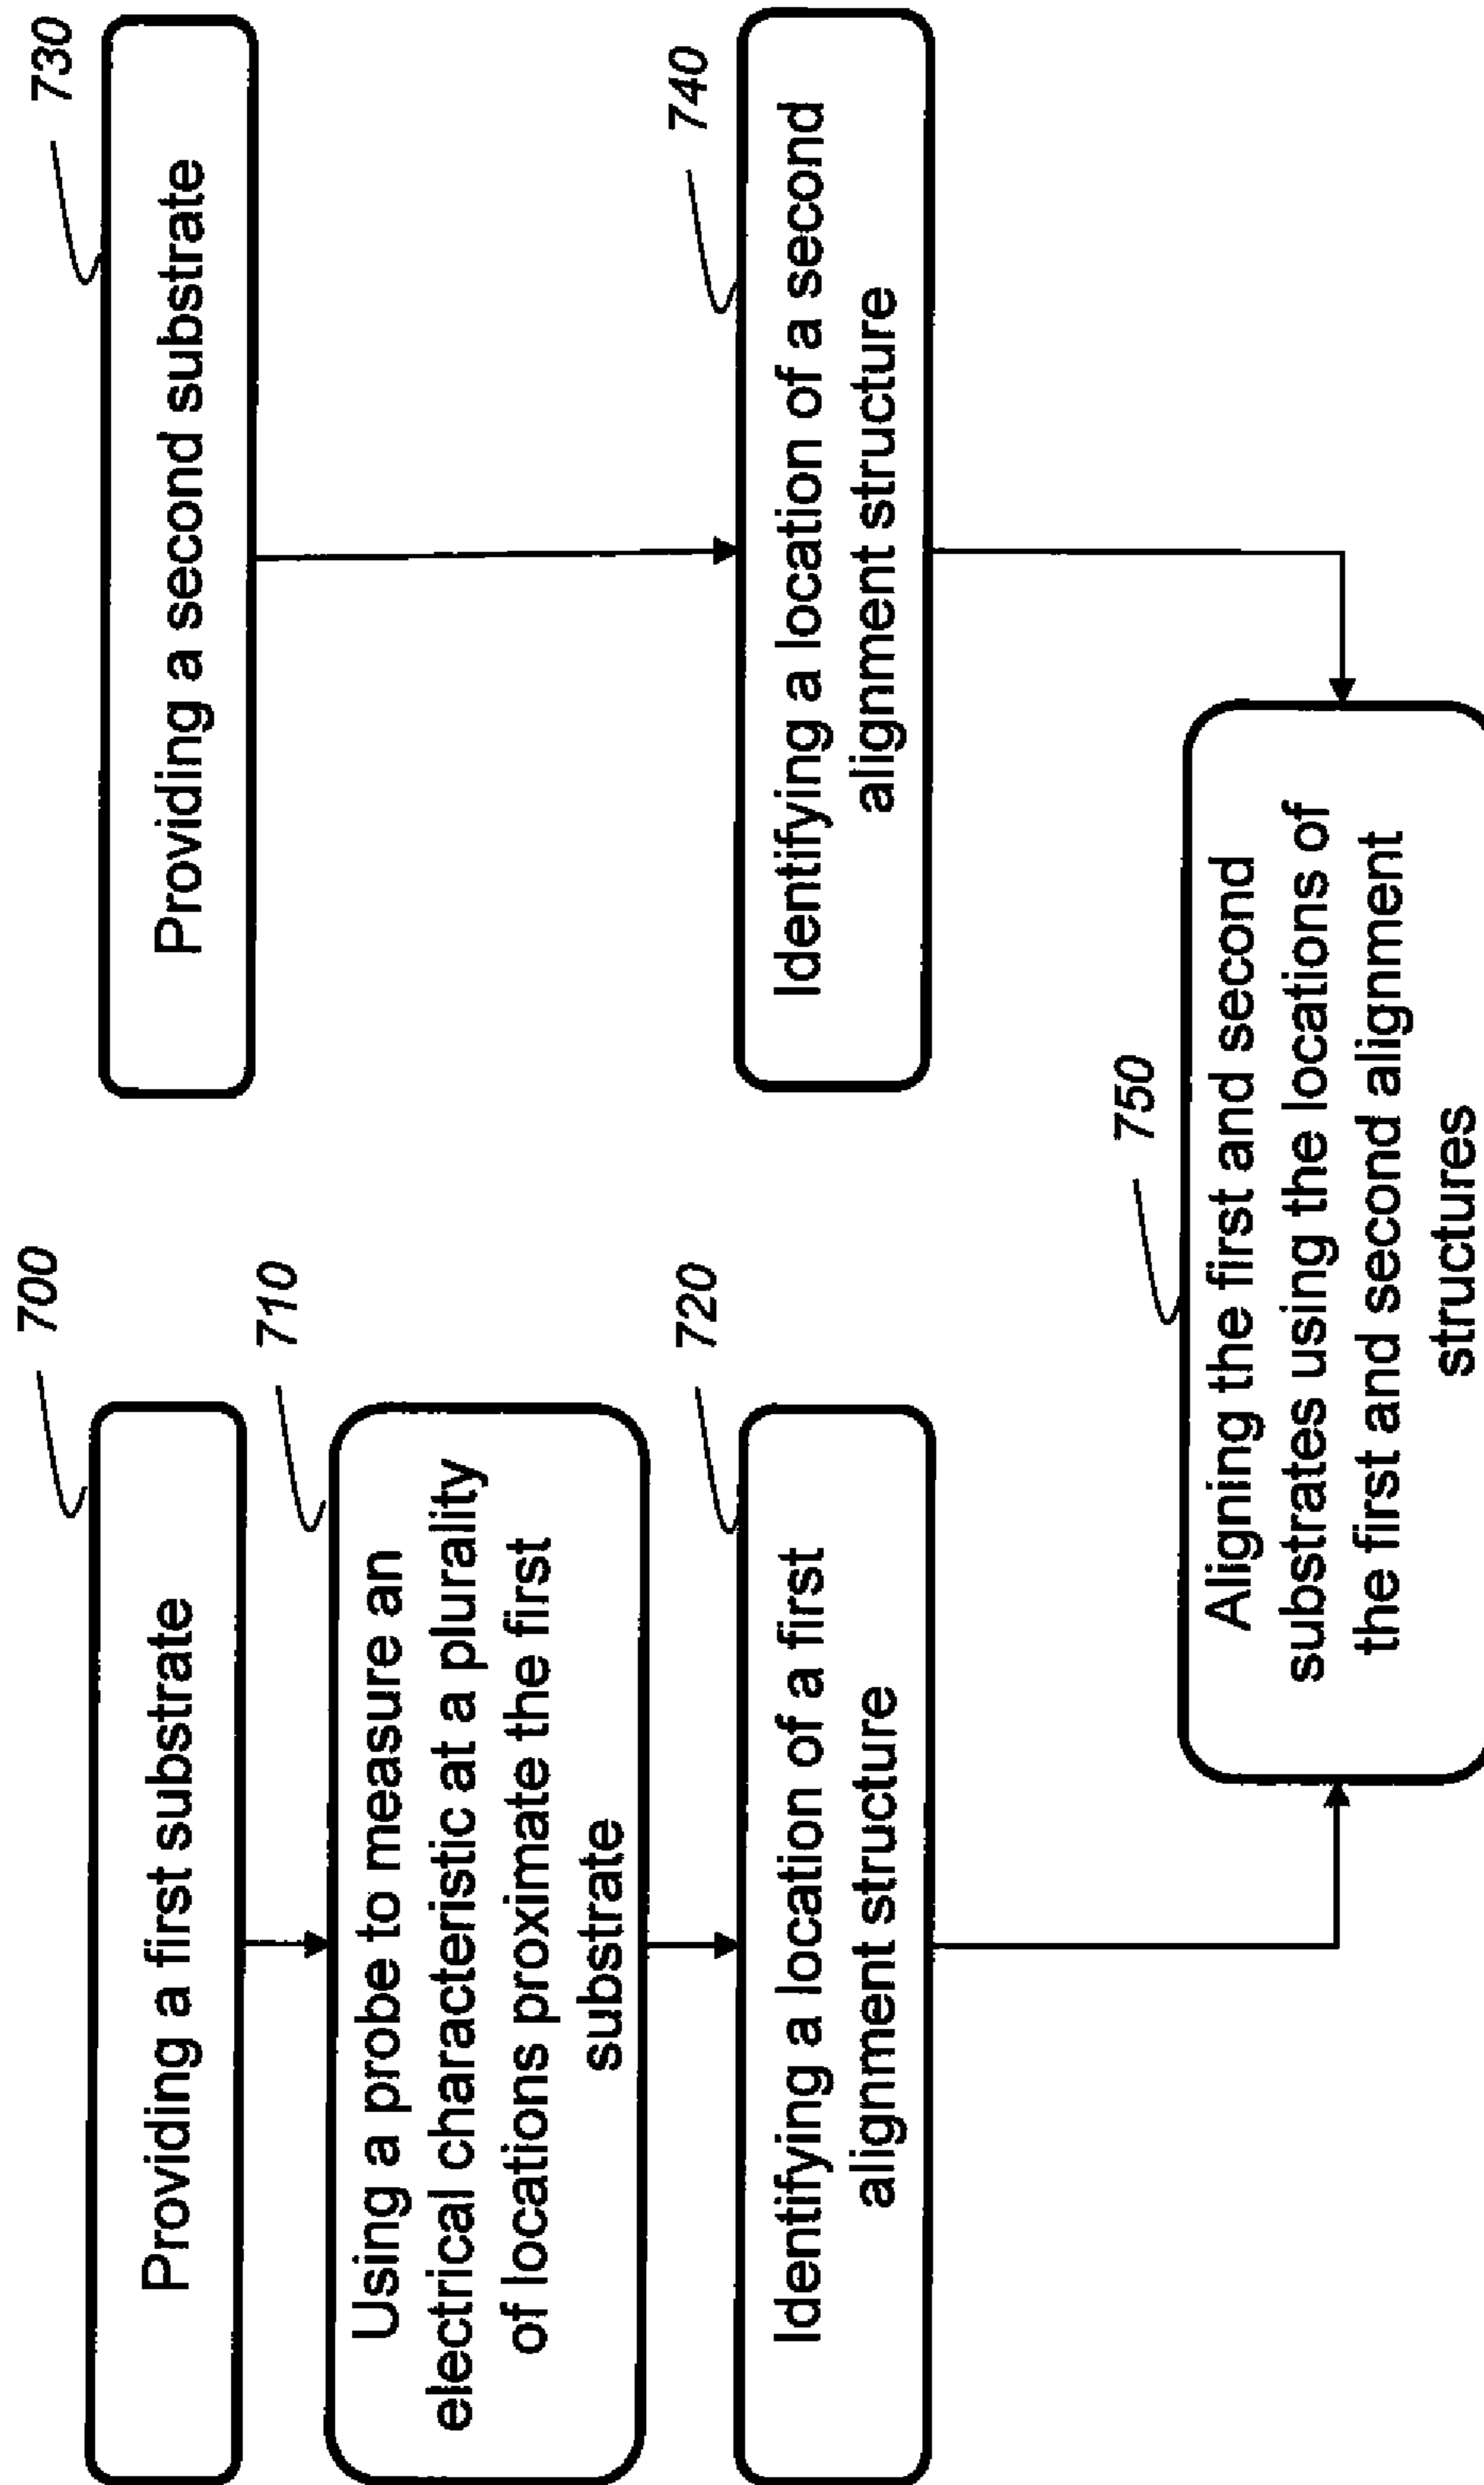 700
Providing a first substrate
710
Using a probe to measure an
electrical characteristic at a plurality
of locations proximate the first
substrate
720
Identifying a location of a first
alignment structure
730
Providing a second substrate
740
Identifying a location of a second
alignment structure
750
Aligning the first and second
substrates using the locations of
the first and second alignment
structures